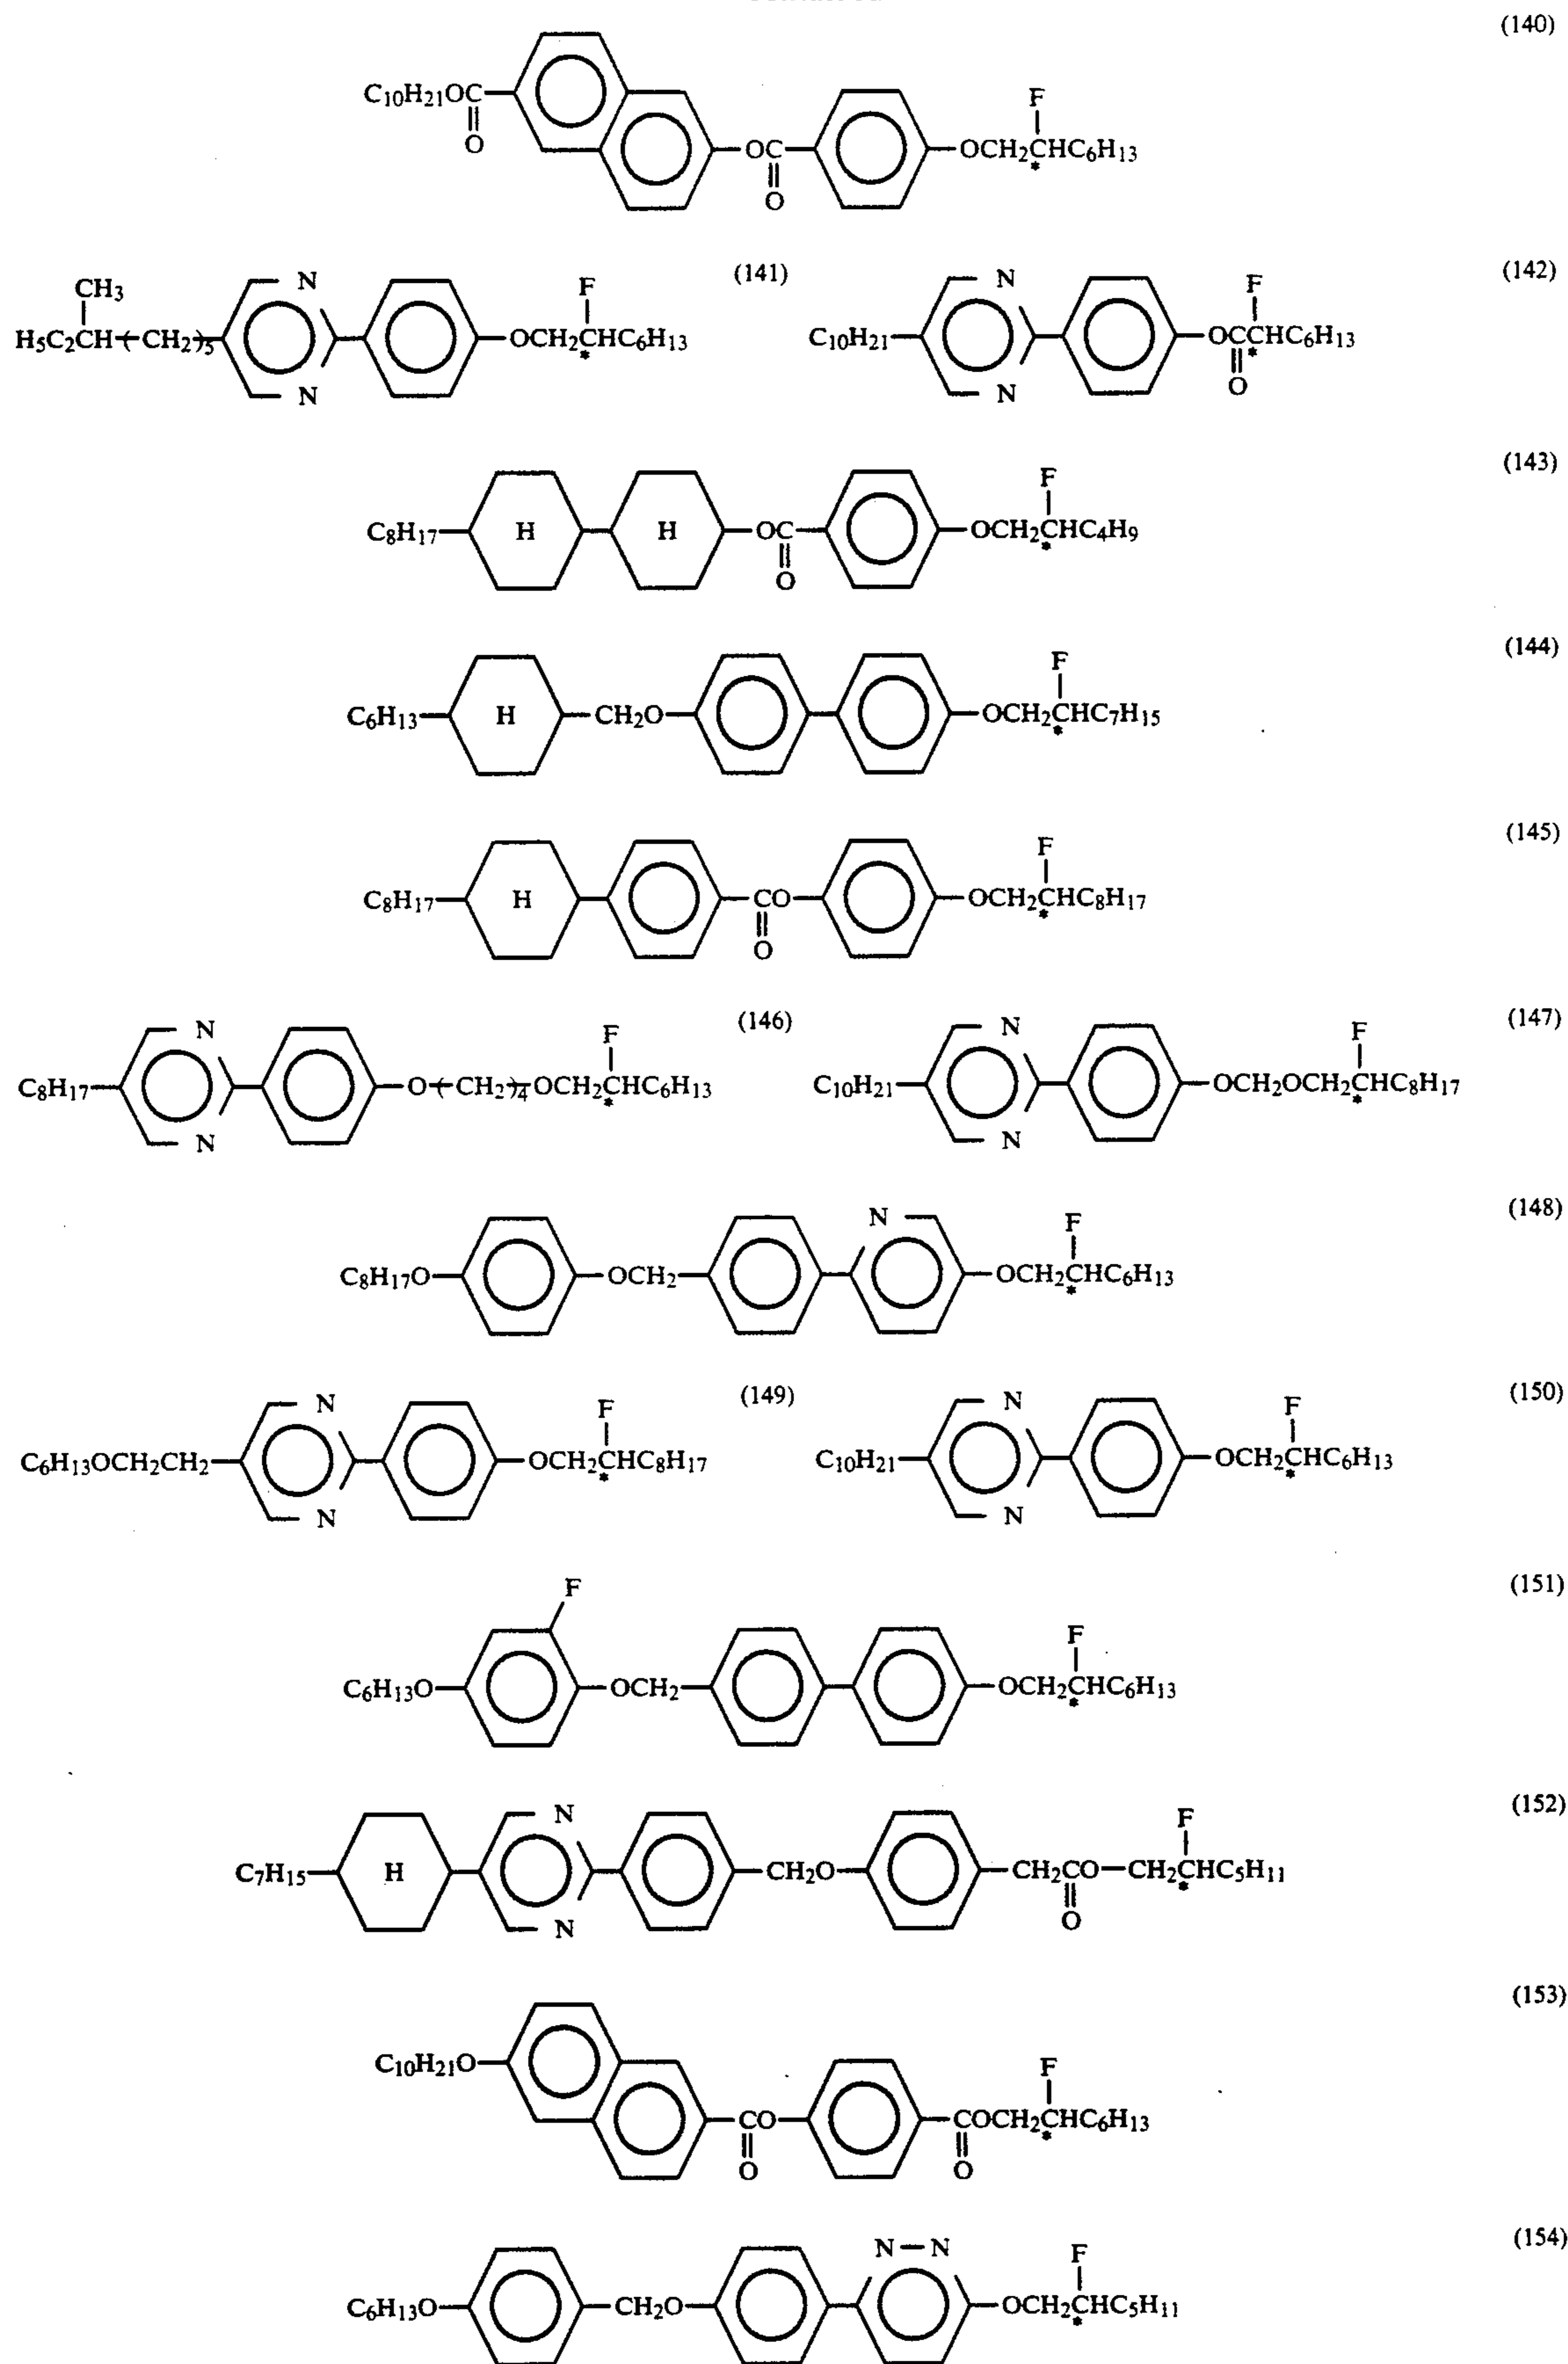 (140)
C10H21OC
O
OC
O
F
OCH2CHC6H13
*
(141)
CH3
H5C2CH(CH2)5
N
N
F
OCH2CHC6H13
*
(142)
C10H21
N
N
F
OCCHC6H13
*
O
(143)
C8H17
H
H
OC
O
F
OCH2CHC4H9
*
(144)
C6H13
H
CH2O
F
OCH2CHC7H15
*
(145)
C8H17
H
CO
O
F
OCH2CHC8H17
*
(146)
C8H17
N
N
O(CH2)4OCH2CHC6H13
F
*
(147)
C10H21
N
N
OCH2OCH2CHC8H17
F
*
(148)
C8H17O
OCH2
N
F
OCH2CHC6H13
*
(149)
C6H13OCH2CH2
N
N
F
OCH2CHC8H17
*
(150)
C10H21
N
N
F
OCH2CHC6H13
*
(151)
F
C6H13O
OCH2
F
OCH2CHC6H13
*
(152)
C7H15
H
N
N
CH2O
CH2CO
O
F
CH2CHC5H11
*
(153)
C10H21O
CO
O
F
COCH2CHC6H13
*
O
(154)
C6H13O
CH2O
N N
F
OCH2CHC5H11
*